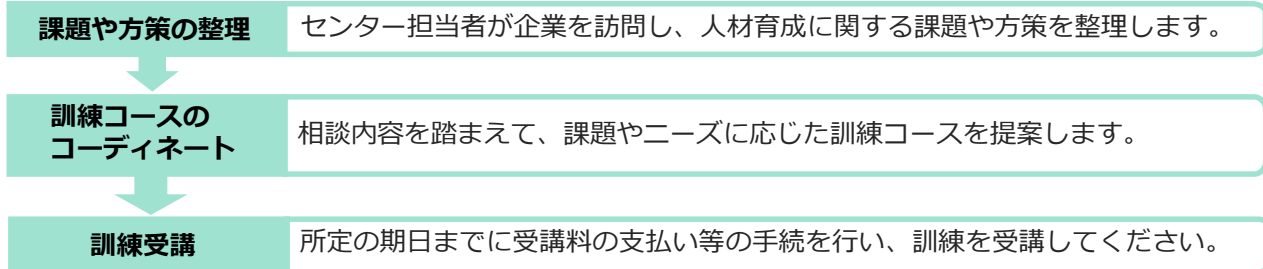 課題や方策の整理
センター担当者が企業を訪問し、人材育成に関する課題や方策を整理します。
訓練コースの
コーディネート
相談内容を踏まえて、課題やニーズに応じた訓練コースを提案します。
訓練受講
所定の期日までに受講料の支払い等の手続を行い、訓練を受講してください。